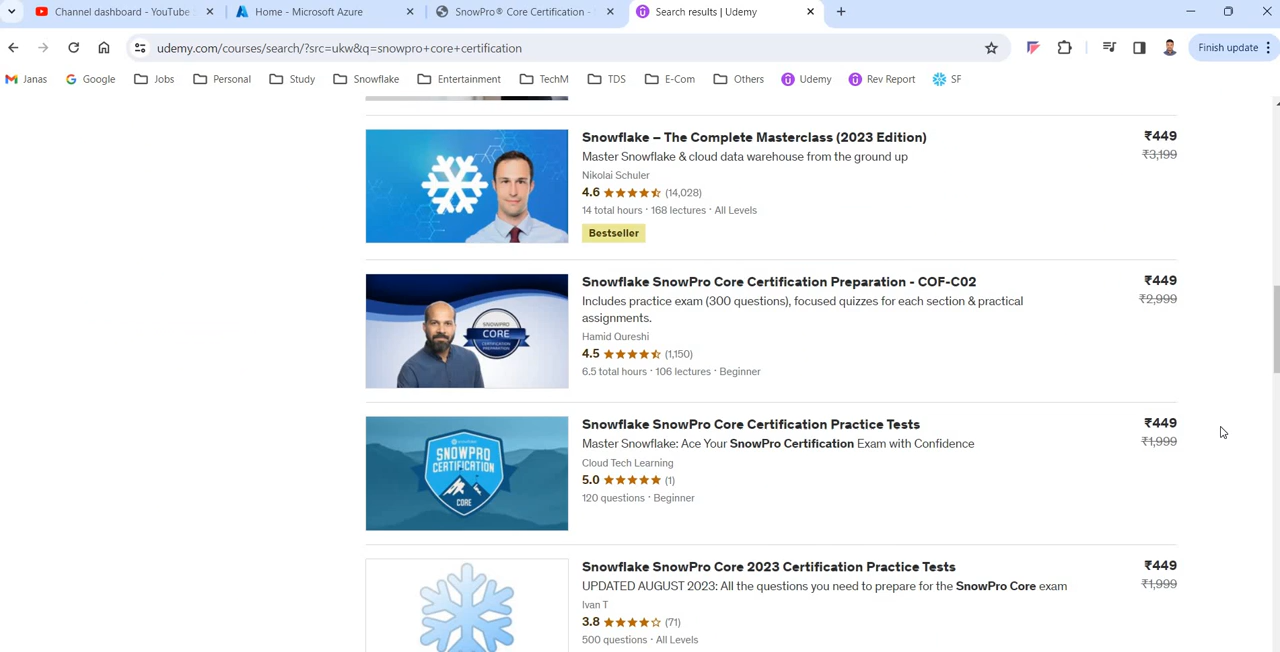 Channel dashboard - YouTube
Home - Microsoft Azure
SnowPro® Core Certification -
Search results | Udemy
udemy.com/courses/search/?src=ukw&q=snowpro+core+certification
Finish update
Janas
Google
Jobs
Personal
Study
Snowflake
Entertainment
TechM
TDS
E-Com
Others
Udemy
Rev Report
SF
Snowflake – The Complete Masterclass (2023 Edition)
₹449
Master Snowflake & cloud data warehouse from the ground up
₹3,199
Nikolai Schuler
4.6 (14,028)
14 total hours · 168 lectures · All Levels
Bestseller
Snowflake SnowPro Core Certification Preparation - COF-C02
₹449
Includes practice exam (300 questions), focused quizzes for each section & practical
₹2,999
assignments.
Hamid Qureshi
4.5 (1,150)
6.5 total hours · 106 lectures · Beginner
SNOWPRO
CORE
CERTIFICATION
PREPARATION
Snowflake SnowPro Core Certification Practice Tests
₹449
Master Snowflake: Ace Your SnowPro Certification Exam with Confidence
₹1,999
Cloud Tech Learning
5.0 (1)
120 questions · Beginner
snowflake
SNOWPRO
CERTIFICATION
CORE
Snowflake SnowPro Core 2023 Certification Practice Tests
₹449
UPDATED AUGUST 2023: All the questions you need to prepare for the SnowPro Core exam
₹1,999
Ivan T
3.8 (71)
500 questions · All Levels